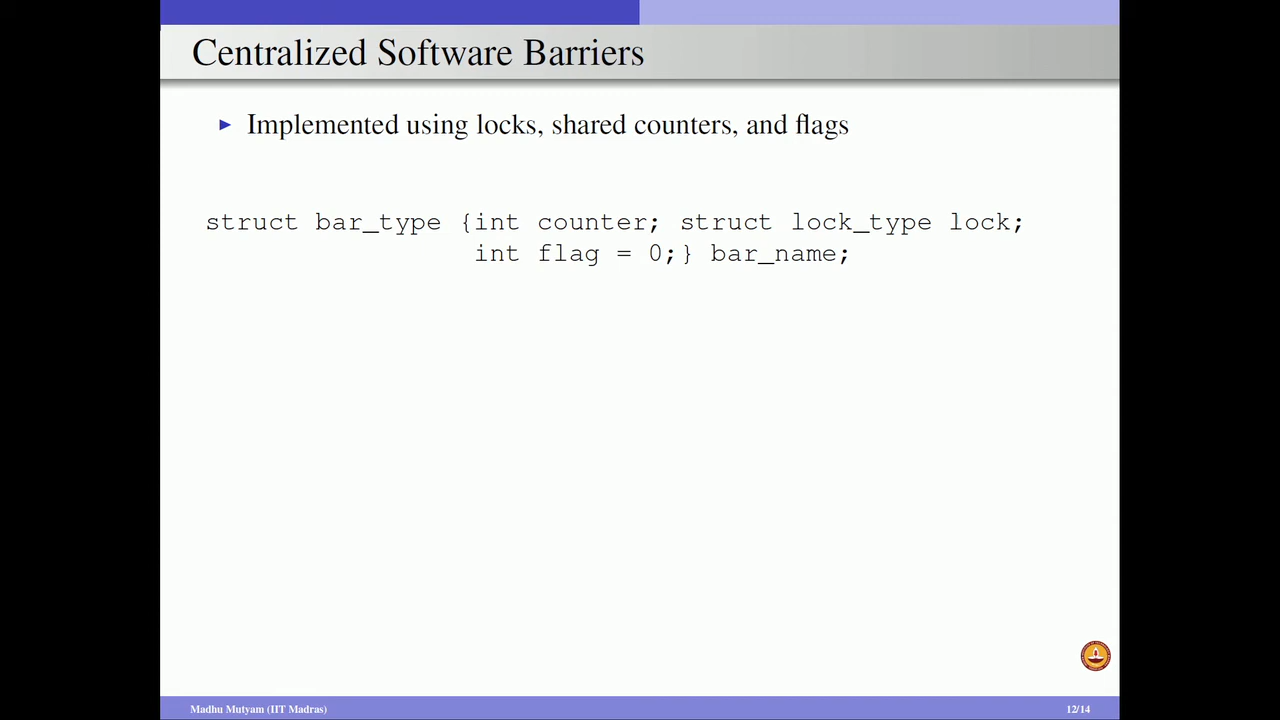 Centralized Software Barriers
Implemented using locks, shared counters, and flags
struct bar_type {int counter; struct lock_type lock;
int flag = 0;} bar_name;
Madhu Mutyam (IIT Madras)
12/14